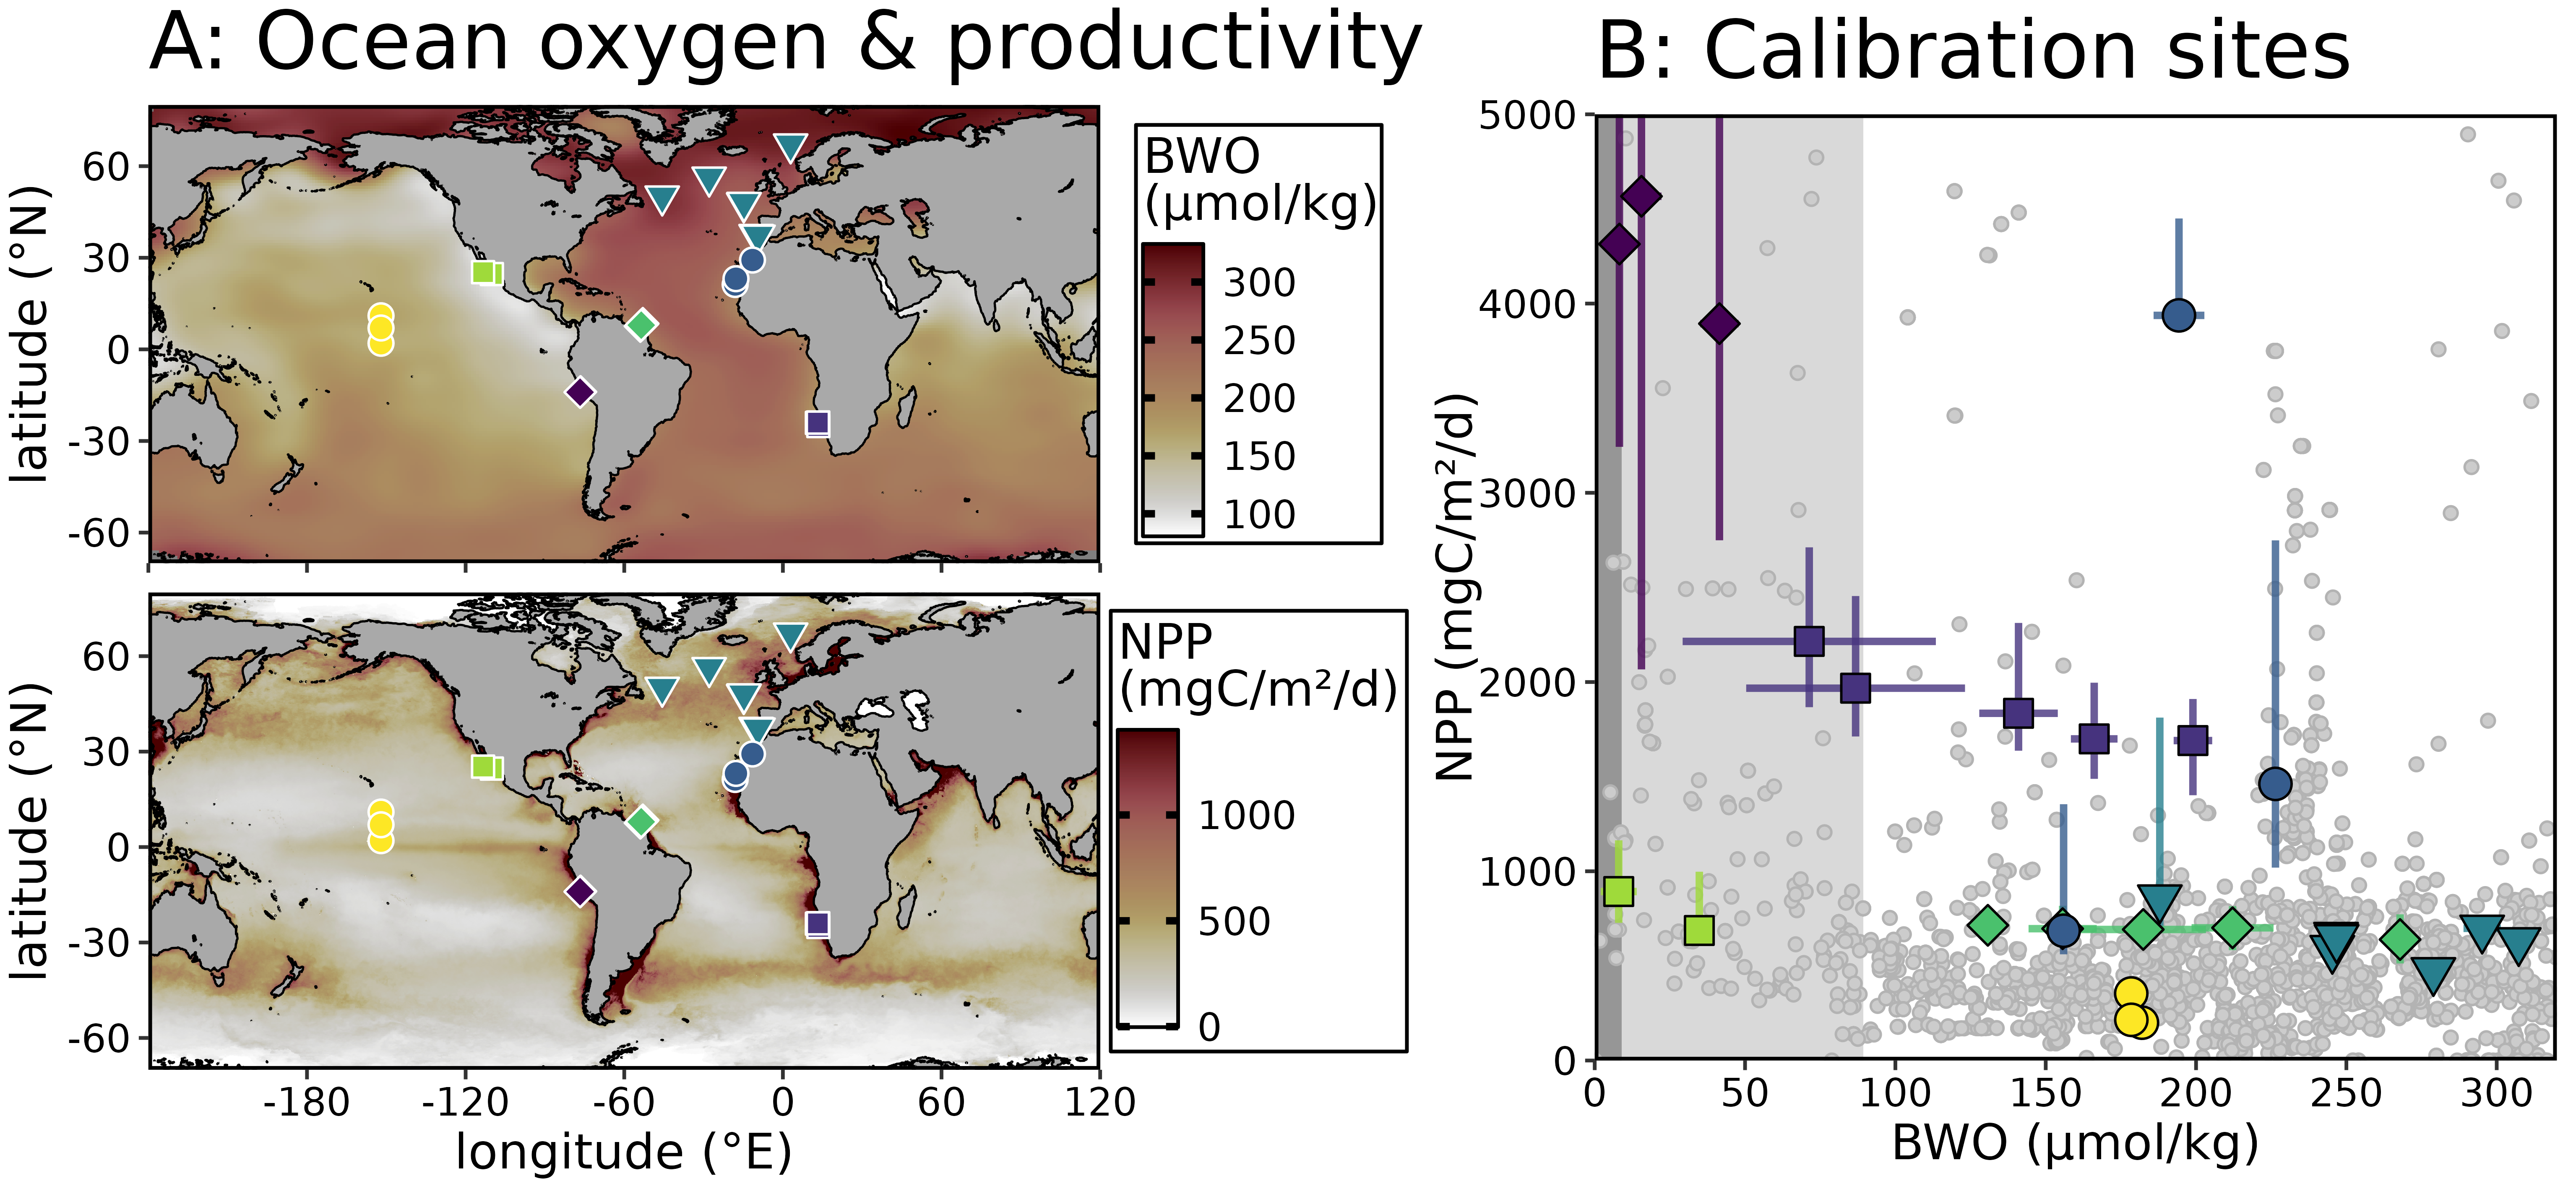 A: Ocean oxygen & productivity
60
30
0
-30
-60
latitude (°N)
BWO
(µmol/kg)
300
250
200
150
100
60
30
0
-30
-60
latitude (°N)
-180 -120 -60 0 60 120
longitude (°E)
NPP
(mgC/m²/d)
1000
500
0
B: Calibration sites
5000
4000
3000
2000
1000
0
NPP (mgC/m²/d)
0 50 100 150 200 250 300
BWO (µmol/kg)